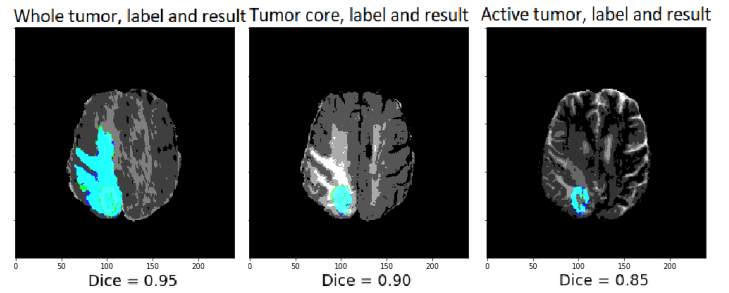 Whole tumor, label and result Tumor core, label and result Active tumor, label and result
0 50 100 150 200 0 50 100 150 200 0 50 100 150 200
Dice = 0.95 Dice = 0.90 Dice = 0.85